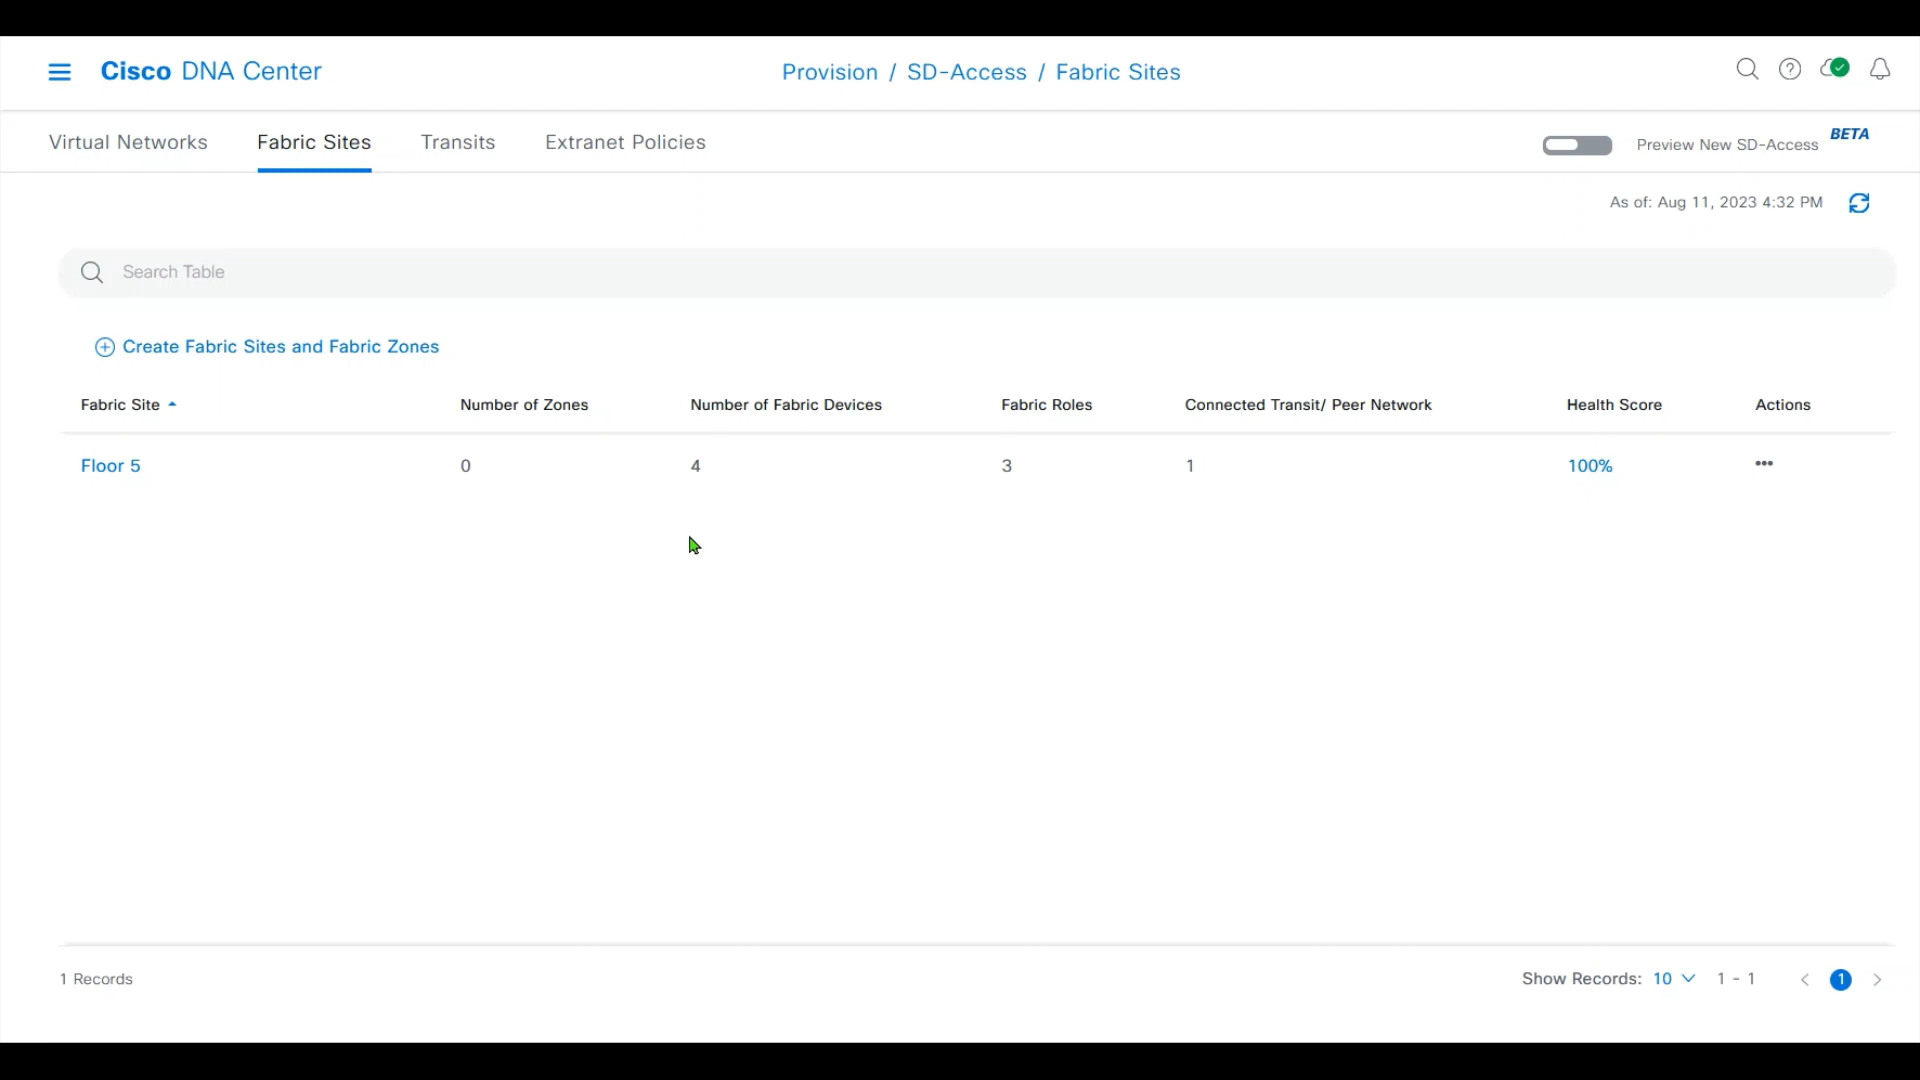 Cisco DNA Center
Provision / SD-Access / Fabric Sites
Virtual Networks
Fabric Sites
Transits
Extranet Policies
Preview New SD-Access BETA
As of: Aug 11, 2023 4:32 PM
Search Table
Create Fabric Sites and Fabric Zones
Fabric Site Number of Zones Number of Fabric Devices Fabric Roles Connected Transit/ Peer Network Health Score Actions
Floor 5 0 4 3 1 100% •••
1 Records
Show Records: 10 1 - 1 < 1 >